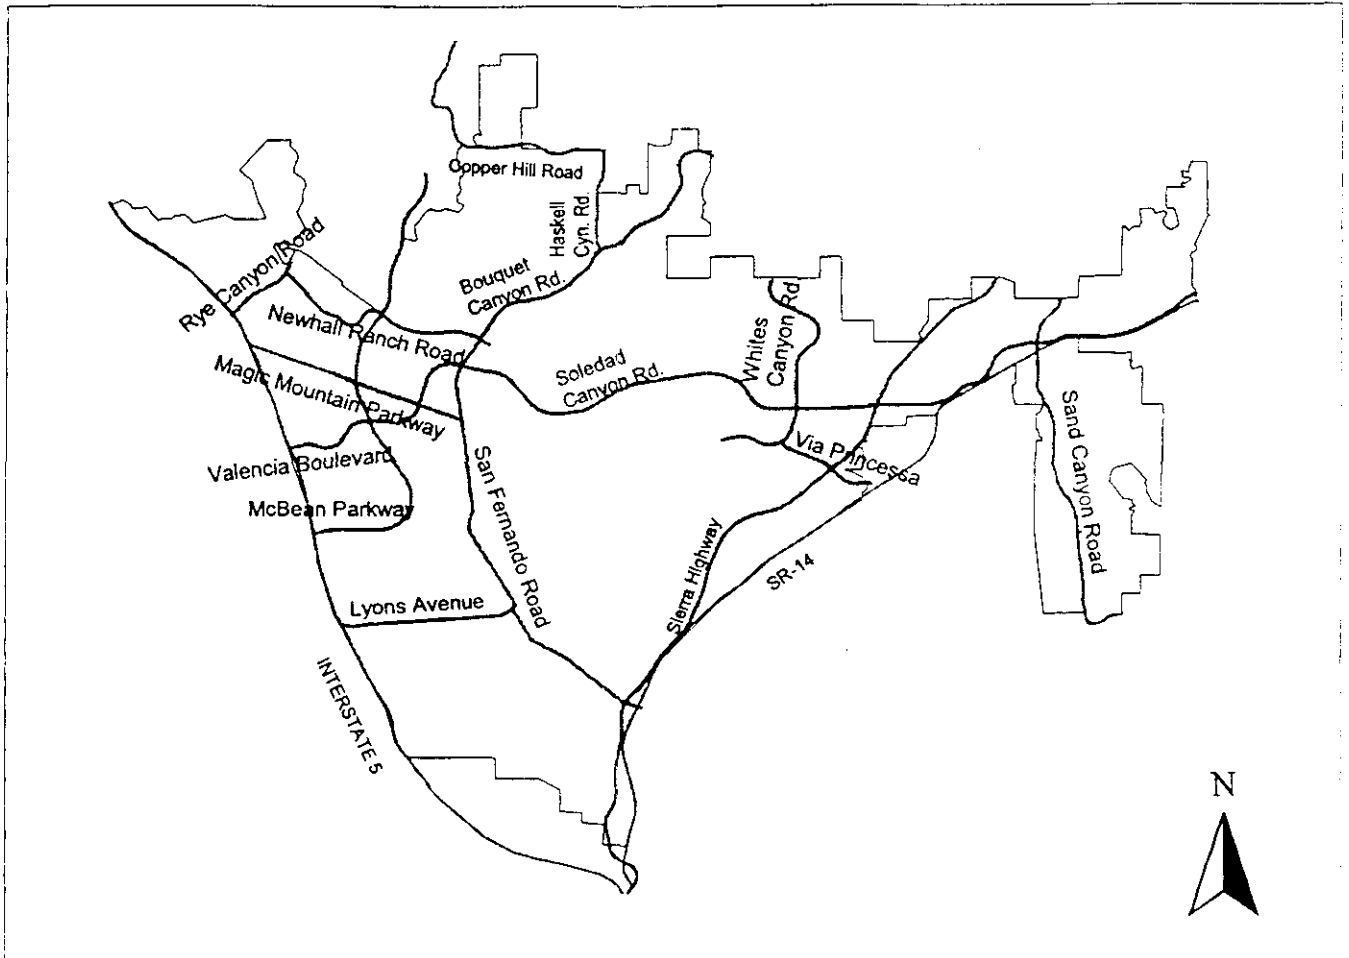 Copper Hill Road
Haskell
Cyn. Rd.
Rye Canyon Road
Bouquet
Canyon Rd.
Newhall Ranch Road
Whites
Canyon Rd
Soledad
Canyon Rd.
Magic Mountain Parkway
Valencia Boulevard
McBean Parkway
San Fernando Road
Via Princessa
Sand Canyon Road
Lyons Avenue
Sierra Highway
SR-14
INTERSTATE 5
N